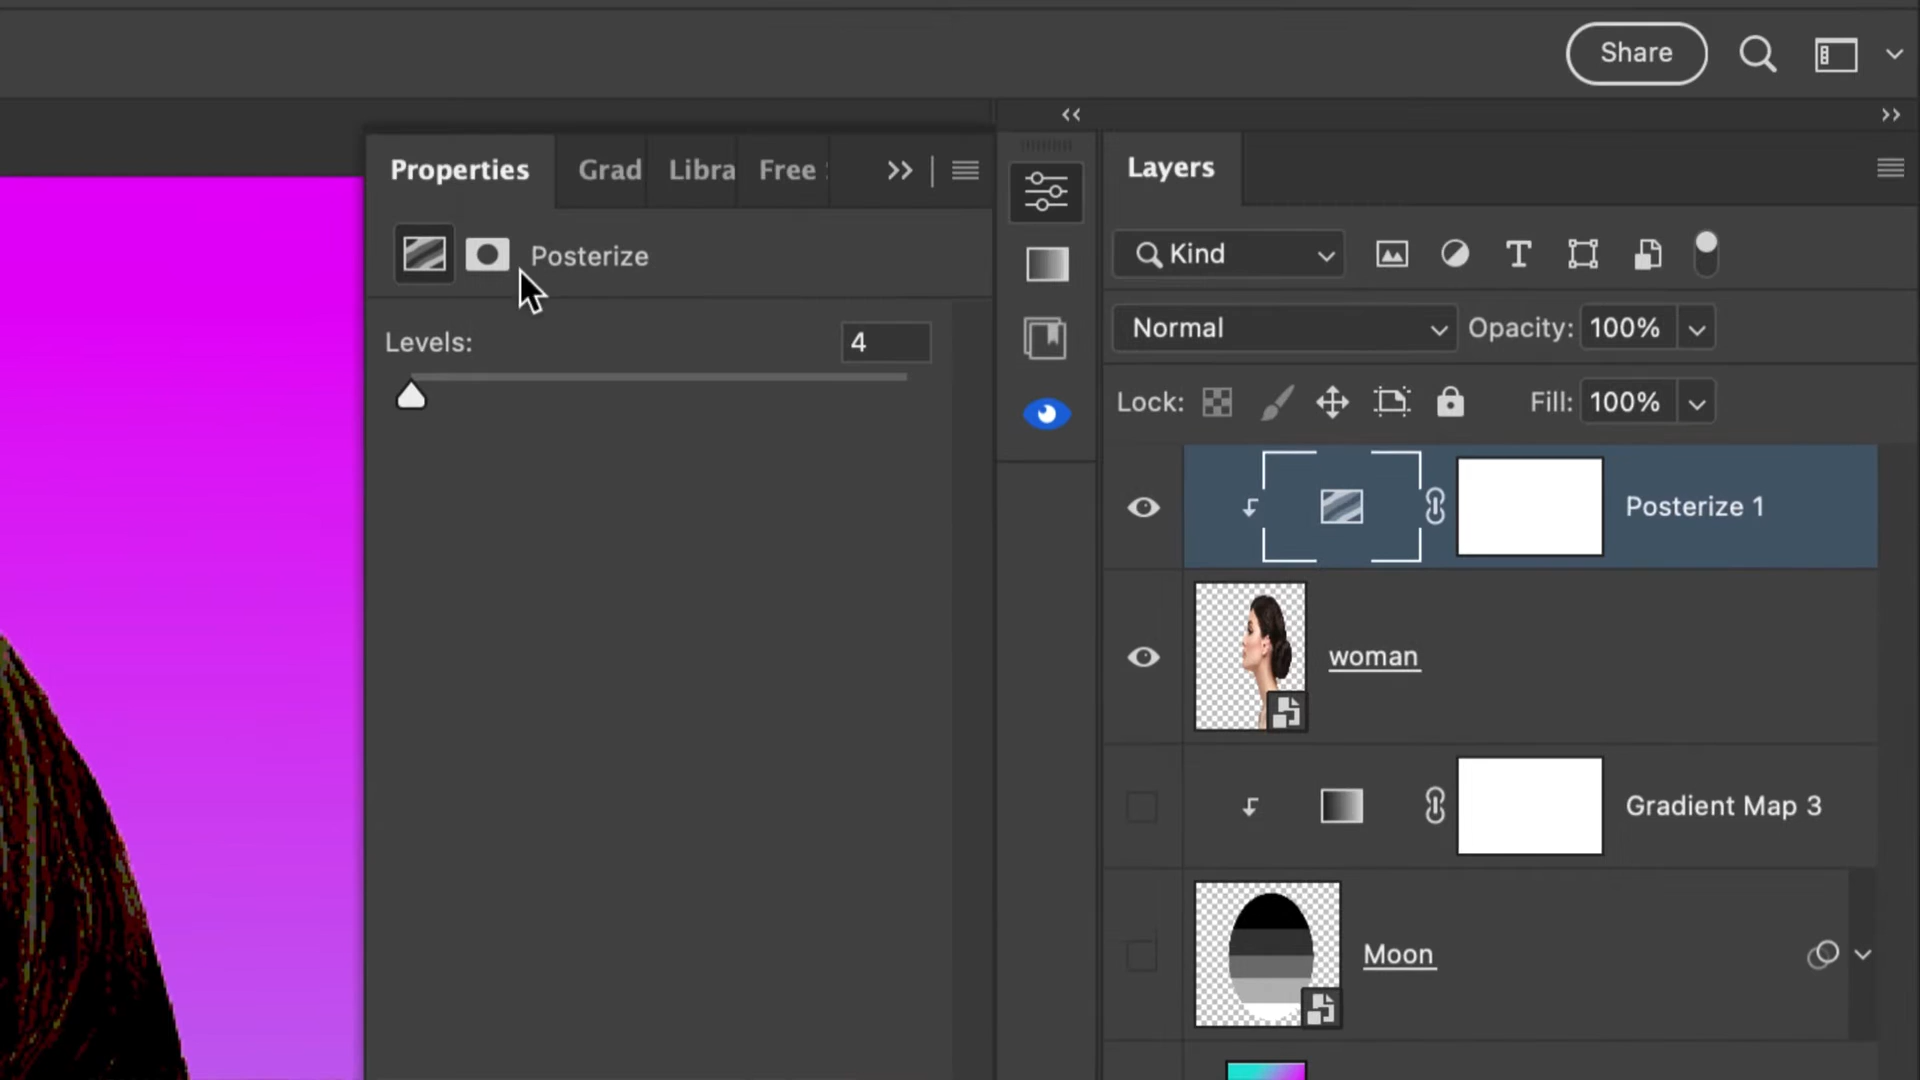 Share
Properties
Grad
Libra
Free
Layers
Posterize
Kind
Levels:
4
Normal
Opacity:
100%
Lock:
Fill:
100%
Posterize 1
woman
Gradient Map 3
Moon